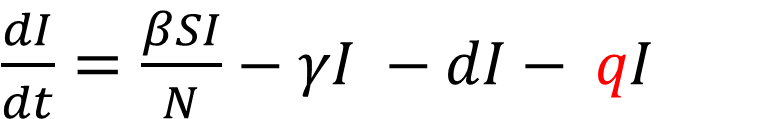 dI/dt = βSI/N − γI − dI − qI